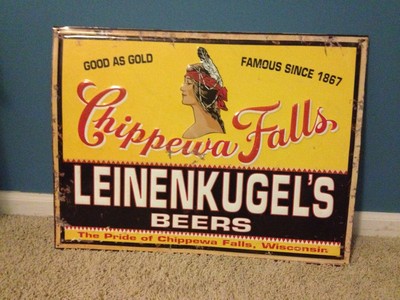 GOOD AS GOLD
FAMOUS SINCE 1867
Chippewa Falls
LEINENKUGEL'S
BEERS
The Pride of Chippewa Falls, Wisconsin